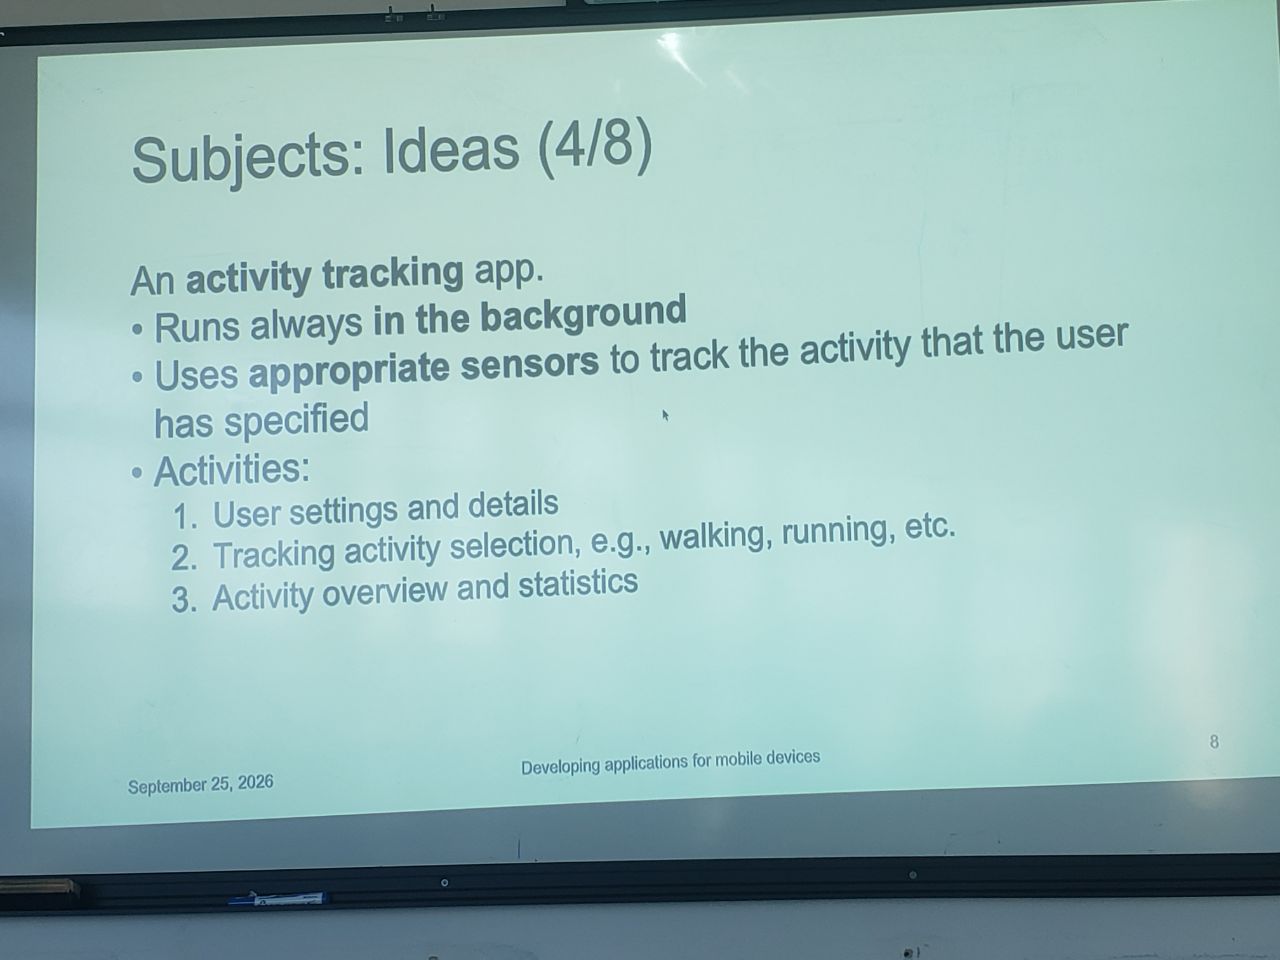 Subjects: Ideas (4/8)
An activity tracking app.
• Runs always in the background
• Uses appropriate sensors to track the activity that the user
has specified
• Activities:
1. User settings and details
2. Tracking activity selection, e.g., walking, running, etc.
3. Activity overview and statistics
September 25, 2026
Developing applications for mobile devices
8